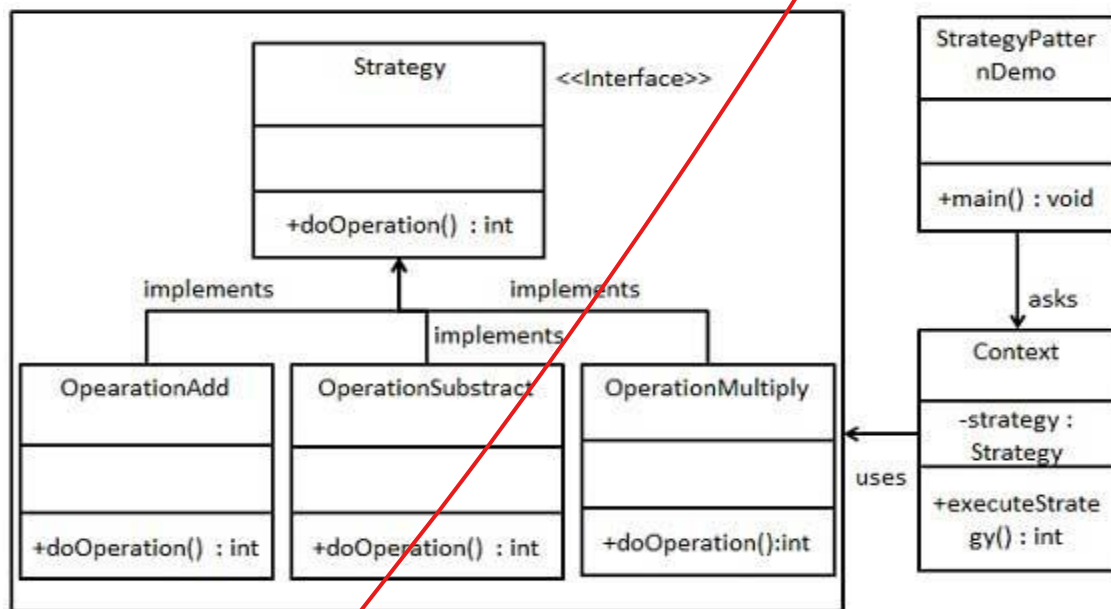 Strategy
<<Interface>>
+doOperation() : int
implements
implements
implements
OpearationAdd
+doOperation() : int
OperationSubstract
+doOperation() : int
OperationMultiply
+doOperation():int
StrategyPatter
nDemo
+main() : void
asks
Context
-strategy :
Strategy
+executeStrate
gy() : int
uses